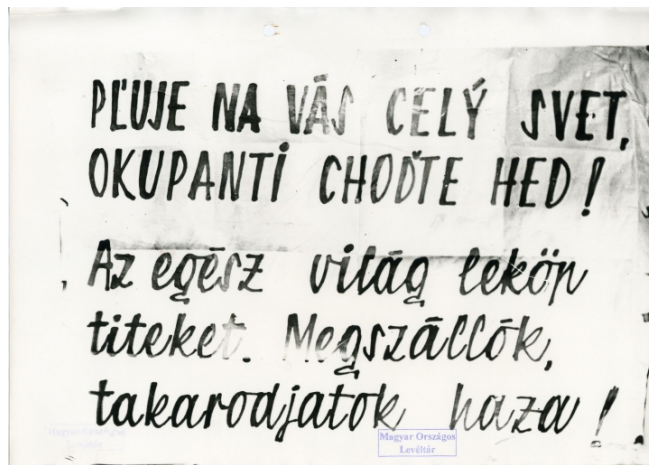 PĽUJE NA VÁS CELÝ SVET,
OKUPANTI CHOĎTE HED!
Az egész világ leköp
titeket. Megszállók,
takarodjatok haza!
Magyar Országos
Levéltár